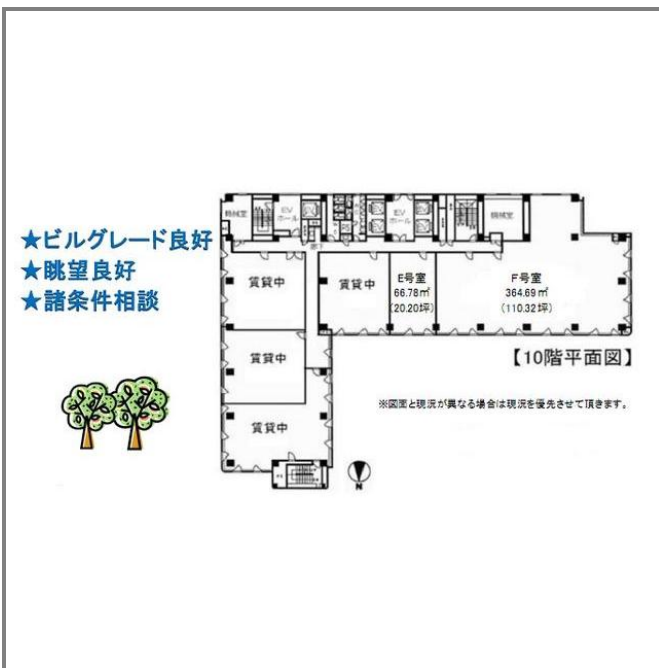 ★ビルグレード良好
★眺望良好
★諸条件相談
機械室
EV
ホール
EV
ホール
機械室
廊下
PS
賃貸中
賃貸中
E号室
66.78㎡
(20.20坪)
F号室
364.69㎡
(110.32坪)
賃貸中
賃貸中
【10階平面図】
※図面と現況が異なる場合は現況を優先させて頂きます。
N